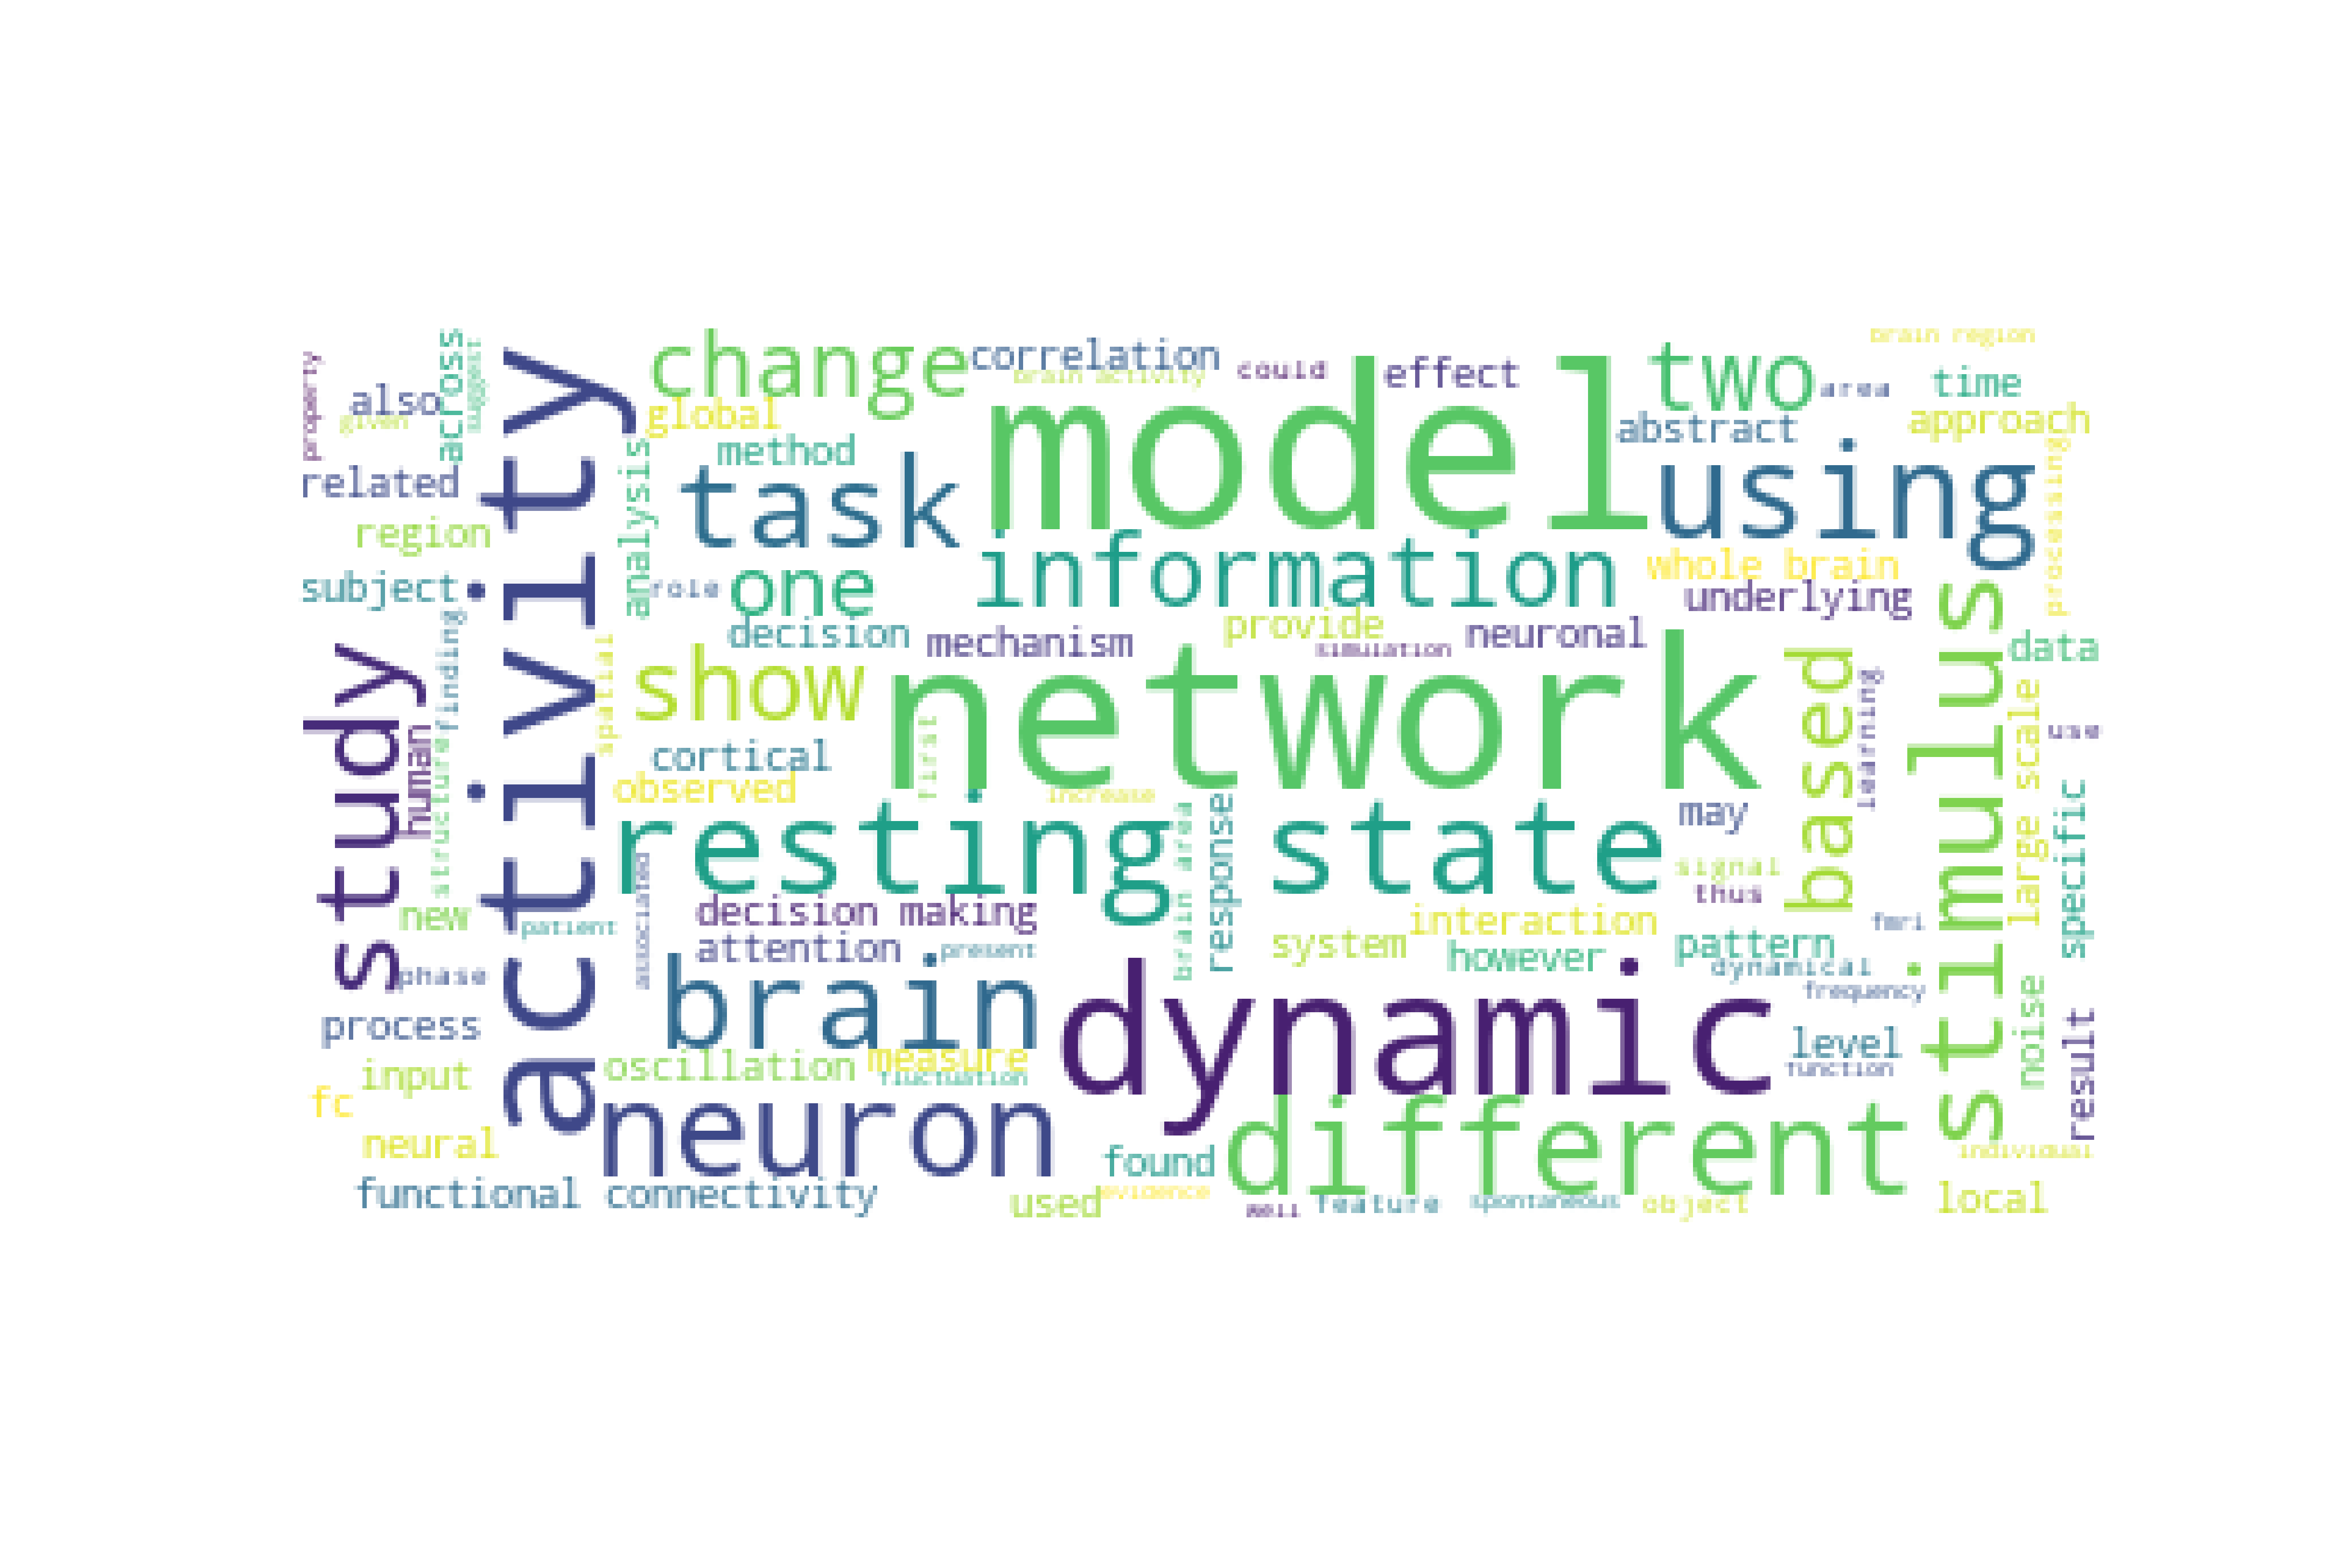 brain region
change
correlation
brain activity
could
effect
two
area
time
property
also
given
across
suggest
global
method
abstract
approach
related
activity
analysis
task
model
using
processing
region
information
whole brain
subject
role
one
underlying
finding
decision
mechanism
provide
simulation
neuronal
stimulus
data
study
human
structure
spatial
show
network
based
learning
large scale
use
cortical
first
observed
increase
resting state
may
specific
brain area
response
signal
thus
new
patient
associated
decision making
interaction
fmri
attention
present
system
however
pattern
phase
brain
dynamic
dynamical
frequency
process
noise
result
level
function
input
oscillation
measure
fluctuation
fc
neuron
different
neural
found
individual
functional connectivity
used
evidence
well
feature
spontaneous
object
local